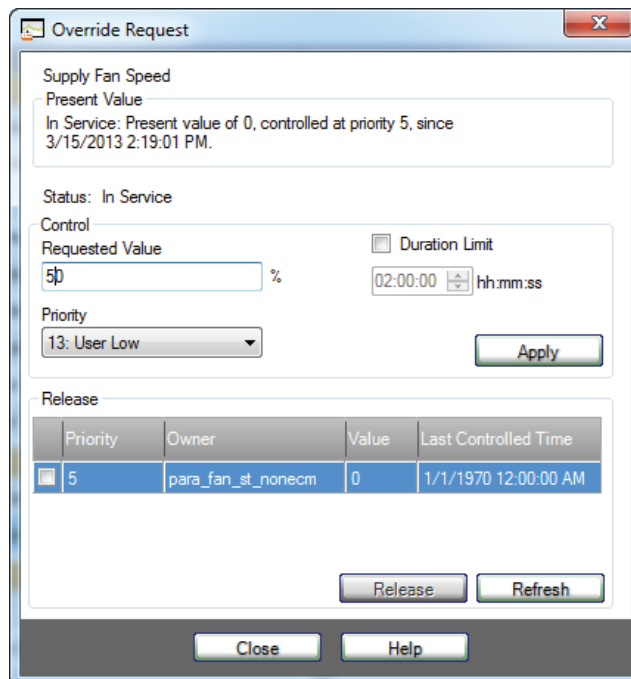 Override Request
Supply Fan Speed
Present Value
In Service: Present value of 0, controlled at priority 5, since
3/15/2013 2:19:01 PM.
Status: In Service
Control
Requested Value
Duration Limit
50 %
02:00:00 hh:mm:ss
Priority
13: User Low
Apply
Release
Priority Owner Value Last Controlled Time
5 para_fan_st_nonecm 0 1/1/1970 12:00:00 AM
Release Refresh
Close Help